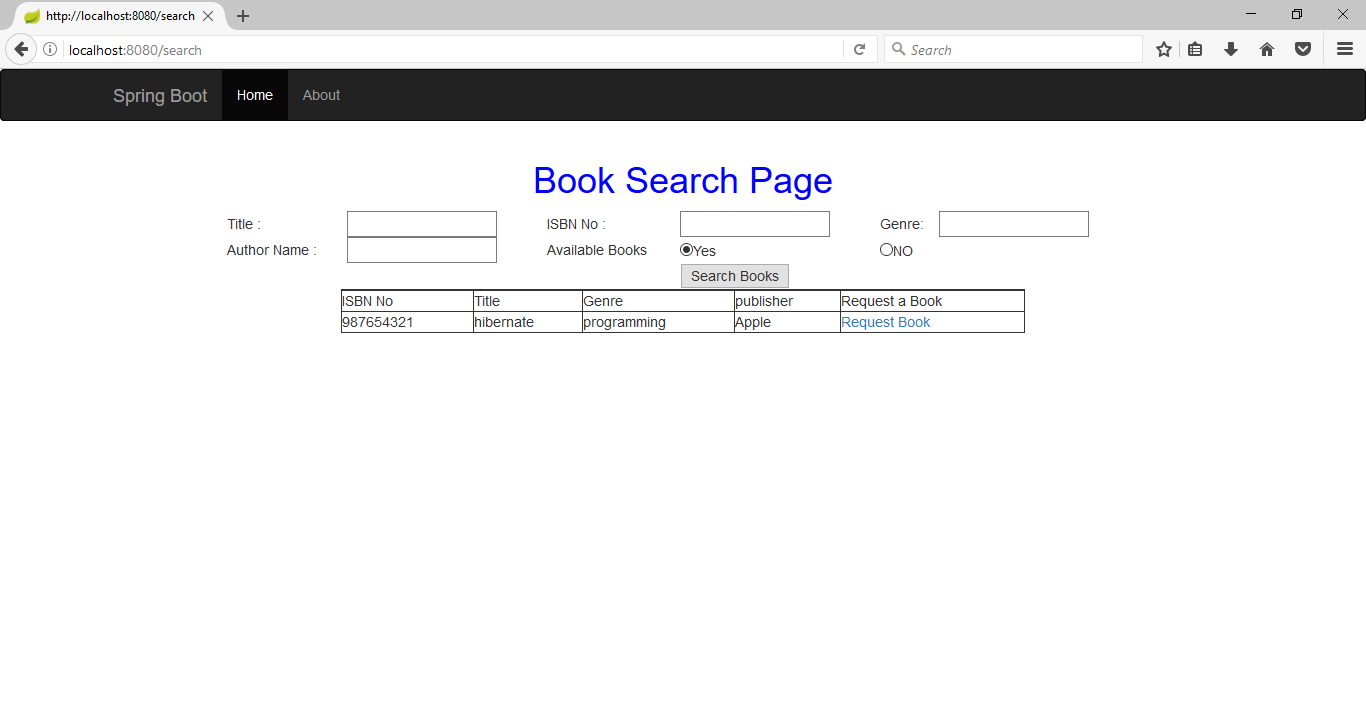 http://localhost:8080/search
localhost:8080/search Search
Spring Boot Home About
Book Search Page
Title : ISBN No : Genre:
Author Name : Available Books Yes NO
Search Books
ISBN No Title Genre publisher Request a Book
987654321 hibernate programming Apple Request Book